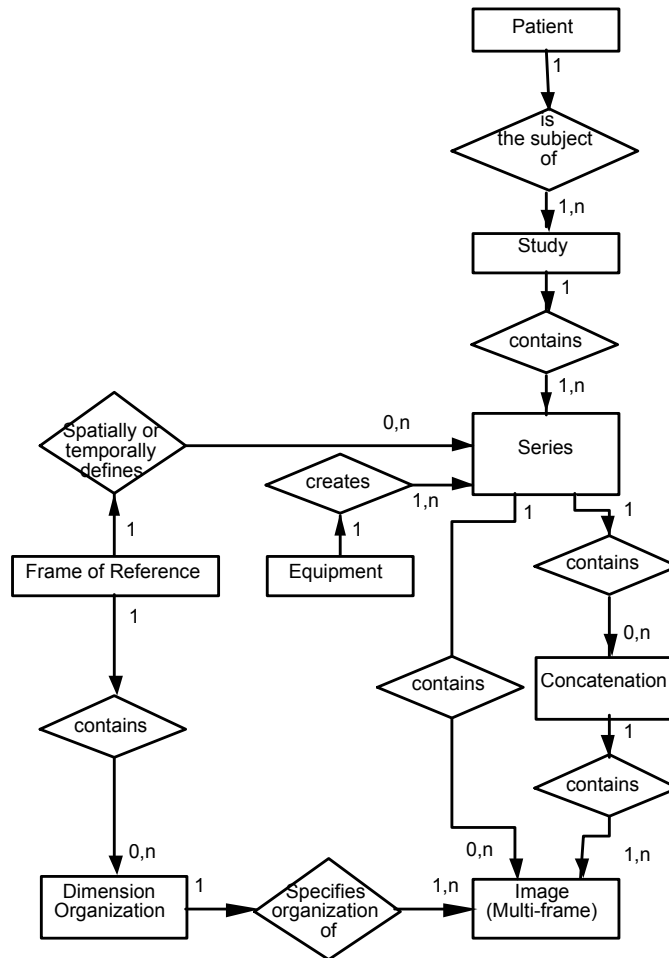 Patient
1
is
the subject
of
1,n
Study
1
contains
1,n
Spatially or
temporally
defines
0,n
Series
creates
1,n
1
1
1
1
contains
Frame of Reference
Equipment
1
0,n
contains
contains
Concatenation
1
contains
0,n
0,n
1,n
Dimension
Organization
1
Specifies
organization
of
1,n
Image
(Multi-frame)